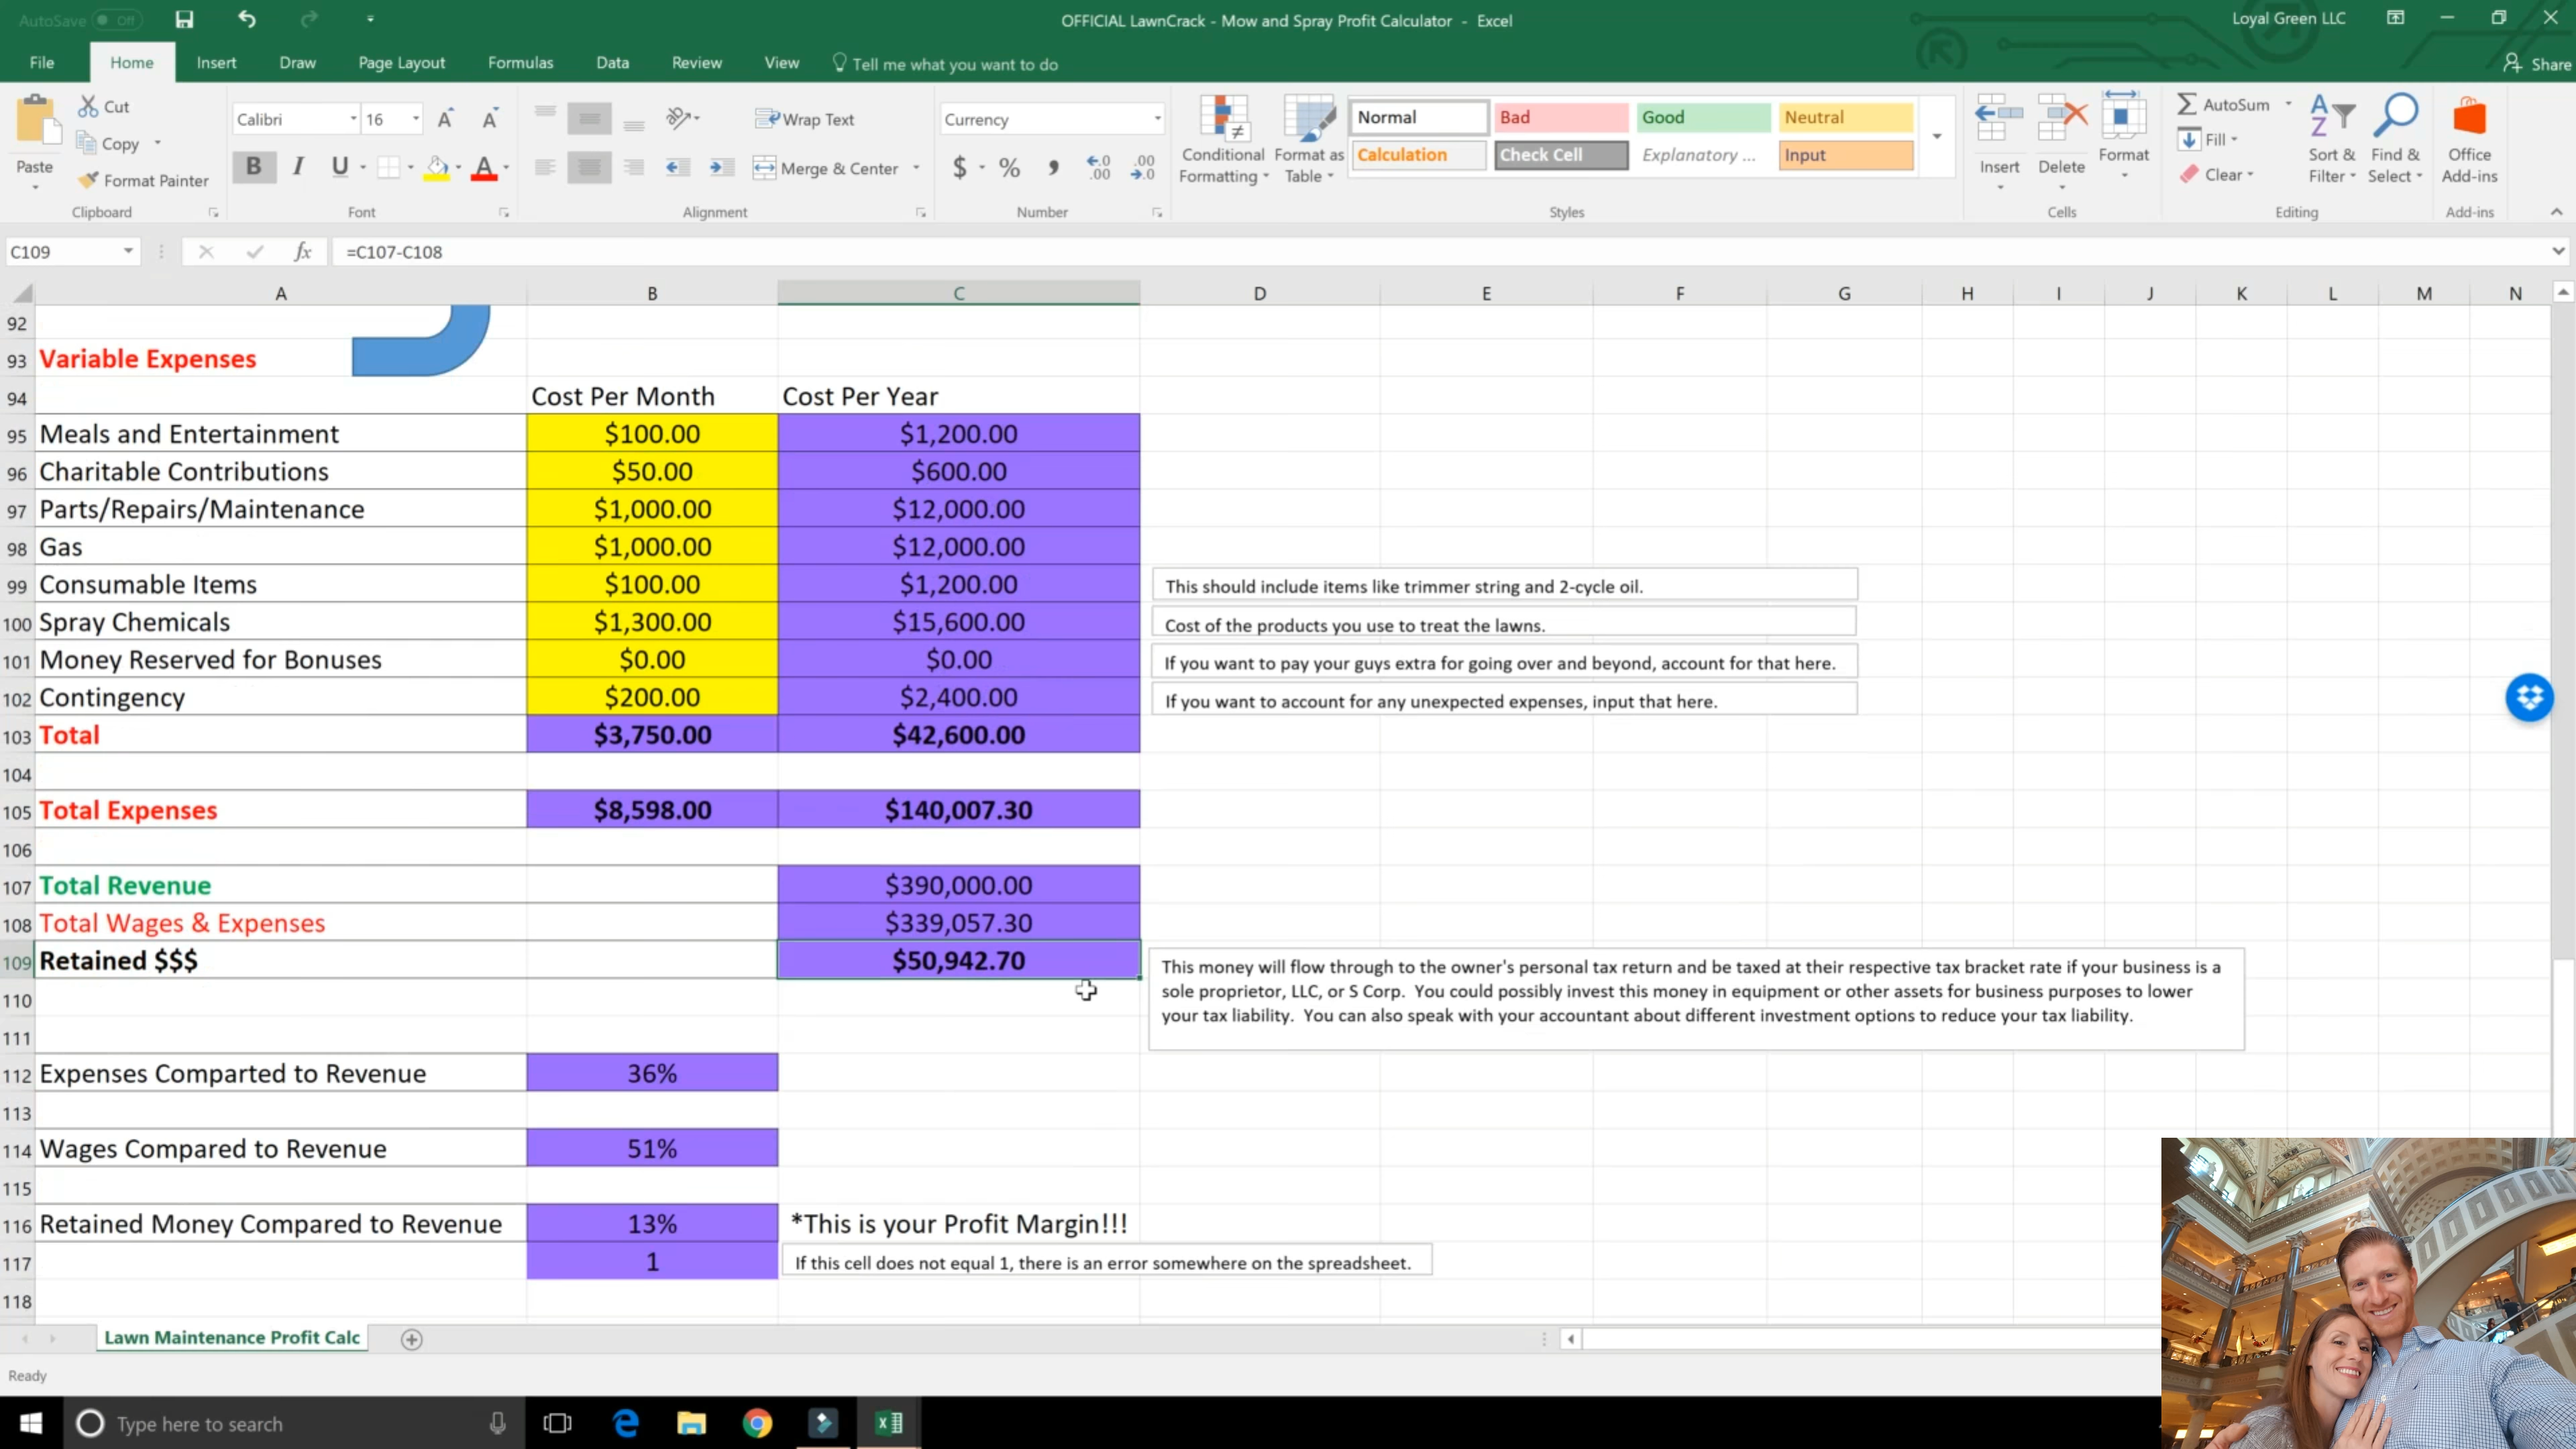 AutoSave Off
OFFICIAL LawnCrack - Mow and Spray Profit Calculator - Excel
Loyal Green LLC
File Home Insert Draw Page Layout Formulas Data Review View Tell me what you want to do Share
Paste Cut Copy Format Painter Clipboard
Calibri 16 A A B I U A Font
Wrap Text Merge & Center Alignment
Currency $ % , .0 .00 .00 .0 Number
Conditional Formatting Format as Table
Normal Bad Good Neutral
Calculation Check Cell Explanatory ... Input
Styles
Insert Delete Format Cells
AutoSum Fill Clear Sort & Filter Find & Select Editing
Office Add-ins Add-ins
C109 fx =C107-C108
A B C D E F G H I J K L M N
92
93 Variable Expenses
94 Cost Per Month Cost Per Year
95 Meals and Entertainment $100.00 $1,200.00
96 Charitable Contributions $50.00 $600.00
97 Parts/Repairs/Maintenance $1,000.00 $12,000.00
98 Gas $1,000.00 $12,000.00
99 Consumable Items $100.00 $1,200.00 This should include items like trimmer string and 2-cycle oil.
100 Spray Chemicals $1,300.00 $15,600.00 Cost of the products you use to treat the lawns.
101 Money Reserved for Bonuses $0.00 $0.00 If you want to pay your guys extra for going over and beyond, account for that here.
102 Contingency $200.00 $2,400.00 If you want to account for any unexpected expenses, input that here.
103 Total $3,750.00 $42,600.00
104
105 Total Expenses $8,598.00 $140,007.30
106
107 Total Revenue $390,000.00
108 Total Wages & Expenses $339,057.30
109 Retained $$$ $50,942.70
This money will flow through to the owner's personal tax return and be taxed at their respective tax bracket rate if your business is a
sole proprietor, LLC, or S Corp. You could possibly invest this money in equipment or other assets for business purposes to lower
your tax liability. You can also speak with your accountant about different investment options to reduce your tax liability.
110
111
112 Expenses Comparted to Revenue 36%
113
114 Wages Compared to Revenue 51%
115
116 Retained Money Compared to Revenue 13% *This is your Profit Margin!!!
117 1 If this cell does not equal 1, there is an error somewhere on the spreadsheet.
118
Lawn Maintenance Profit Calc
Ready
Type here to search